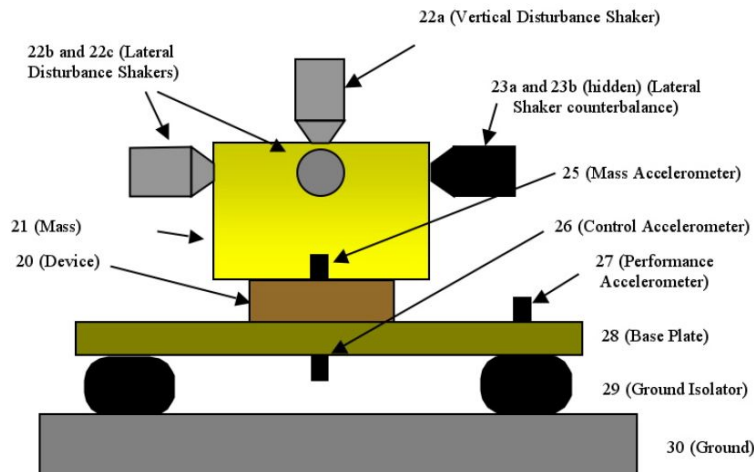 22a (Vertical Disturbance Shaker)
22b and 22c (Lateral
Disturbance Shakers)
23a and 23b (hidden) (Lateral
Shaker counterbalance)
25 (Mass Accelerometer)
21 (Mass)
26 (Control Accelerometer)
20 (Device)
27 (Performance
Accelerometer)
28 (Base Plate)
29 (Ground Isolator)
30 (Ground)